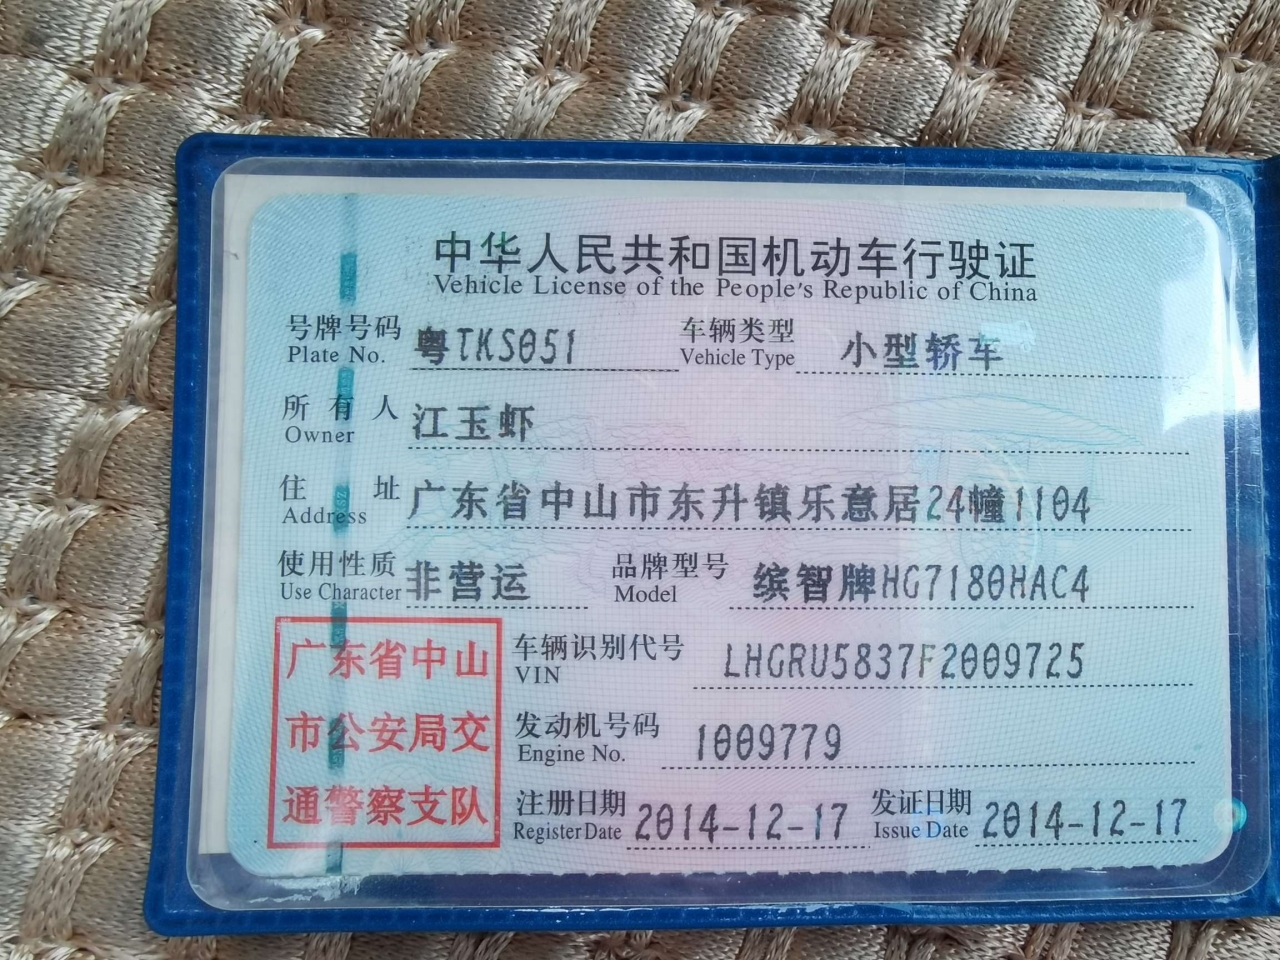 中华人民共和国机动车行驶证
Vehicle License of the People's Republic of China
号牌号码 粤TKS051 车辆类型 小型轿车
Plate No. Vehicle Type
所有人 江玉虾
Owner
住址 广东省中山市东升镇乐意居24幢1104
Address
使用性质 非营运 品牌型号 缤智牌HG7180HAC4
Use Character Model
广东省中山
市公安局交
通警察支队
车辆识别代号 LHGRU5837F2009725
VIN
发动机号码 1009779
Engine No.
注册日期 2014-12-17 发证日期 2014-12-17
Register Date Issue Date